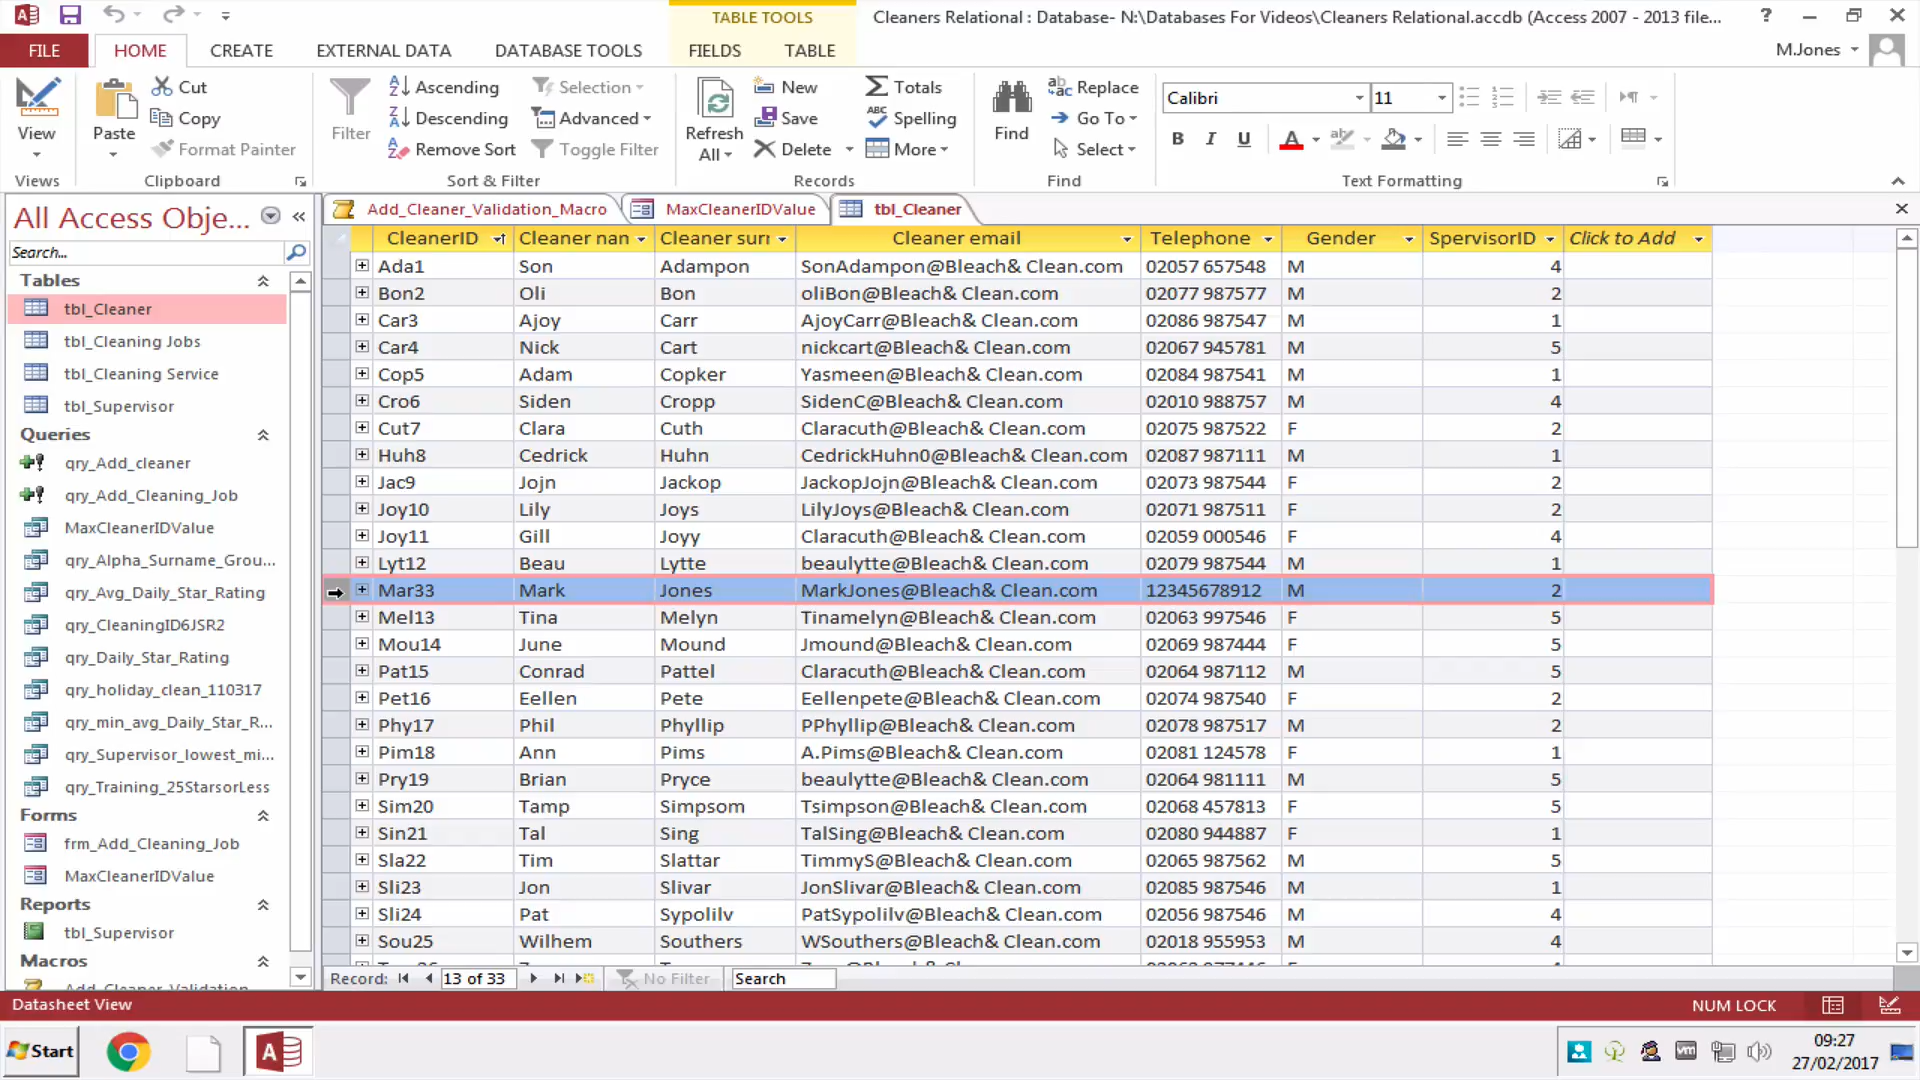 TABLE TOOLS
Cleaners Relational : Database- N:\Databases For Videos\Cleaners Relational.accdb (Access 2007 - 2013 file...
?
FILE HOME CREATE EXTERNAL DATA DATABASE TOOLS FIELDS TABLE M.Jones
View
Views
Paste
Cut
Copy
Format Painter
Clipboard
Filter
Ascending
Descending
Remove Sort
Selection
Advanced
Toggle Filter
Sort & Filter
Refresh
All
New
Save
Delete
Totals
Spelling
More
Records
Find
Replace
Go To
Select
Find
Calibri 11
B I U A
Text Formatting
All Access Obje...
Search...
Tables
tbl_Cleaner
tbl_Cleaning Jobs
tbl_Cleaning Service
tbl_Supervisor
Queries
qry_Add_cleaner
qry_Add_Cleaning_Job
MaxCleanerIDValue
qry_Alpha_Surname_Grou...
qry_Avg_Daily_Star_Rating
qry_CleaningID6JSR2
qry_Daily_Star_Rating
qry_holiday_clean_110317
qry_min_avg_Daily_Star_R...
qry_Supervisor_lowest_mi...
qry_Training_25StarsorLess
Forms
frm_Add_Cleaning_Job
MaxCleanerIDValue
Reports
tbl_Supervisor
Macros
Add_Cleaner_Validation
Add_Cleaner_Validation_Macro MaxCleanerIDValue tbl_Cleaner
CleanerID Cleaner nan Cleaner suri Cleaner email Telephone Gender SpervisorID Click to Add
Ada1 Son Adampon SonAdampon@Bleach& Clean.com 02057 657548 M 4
Bon2 Oli Bon oliBon@Bleach& Clean.com 02077 987577 M 2
Car3 Ajoy Carr AjoyCarr@Bleach& Clean.com 02086 987547 M 1
Car4 Nick Cart nickcart@Bleach& Clean.com 02067 945781 M 5
Cop5 Adam Copker Yasmeen@Bleach& Clean.com 02084 987541 M 1
Cro6 Siden Cropp SidenC@Bleach& Clean.com 02010 988757 M 4
Cut7 Clara Cuth Claracuth@Bleach& Clean.com 02075 987522 F 2
Huh8 Cedrick Huhn CedrickHuhn0@Bleach& Clean.com 02087 987111 M 1
Jac9 Jojn Jackop JackopJojn@Bleach& Clean.com 02073 987544 F 2
Joy10 Lily Joys LilyJoys@Bleach& Clean.com 02071 987511 F 2
Joy11 Gill Joyy Claracuth@Bleach& Clean.com 02059 000546 F 4
Lyt12 Beau Lytte beaulytte@Bleach& Clean.com 02079 987544 M 1
Mar33 Mark Jones MarkJones@Bleach& Clean.com 12345678912 M 2
Mel13 Tina Melyn Tinamelyn@Bleach& Clean.com 02063 997546 F 5
Mou14 June Mound Jmound@Bleach& Clean.com 02069 987444 F 5
Pat15 Conrad Pattel Claracuth@Bleach& Clean.com 02064 987112 M 5
Pet16 Eellen Pete Eellenpete@Bleach& Clean.com 02074 987540 F 2
Phy17 Phil Phyllip PPhyllip@Bleach& Clean.com 02078 987517 M 2
Pim18 Ann Pims A.Pims@Bleach& Clean.com 02081 124578 F 1
Pry19 Brian Pryce beaulytte@Bleach& Clean.com 02064 981111 M 5
Sim20 Tamp Simpsom Tsimpson@Bleach& Clean.com 02068 457813 F 5
Sin21 Tal Sing TalSing@Bleach& Clean.com 02080 944887 F 1
Sla22 Tim Slattar TimmyS@Bleach& Clean.com 02065 987562 M 5
Sli23 Jon Slivar JonSlivar@Bleach& Clean.com 02085 987546 M 1
Sli24 Pat Sypolilv PatSypolilv@Bleach& Clean.com 02056 987546 M 4
Sou25 Wilhem Southers WSouthers@Bleach& Clean.com 02018 955953 M 4
Record: 13 of 33 No Filter Search
Datasheet View NUM LOCK
Start
09:27
27/02/2017